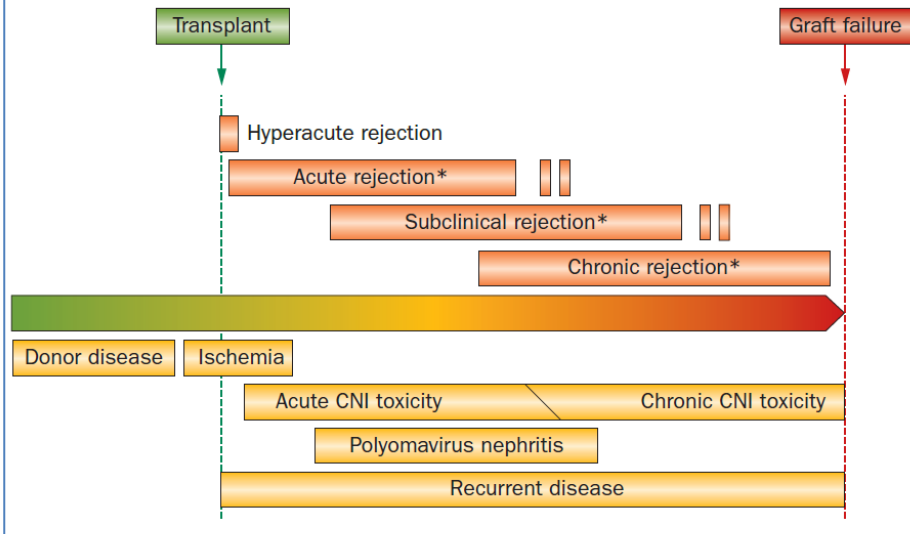 Transplant
Graft failure
Hyperacute rejection
Acute rejection*
Subclinical rejection*
Chronic rejection*
Donor disease
Ischemia
Acute CNI toxicity
Chronic CNI toxicity
Polyomavirus nephritis
Recurrent disease